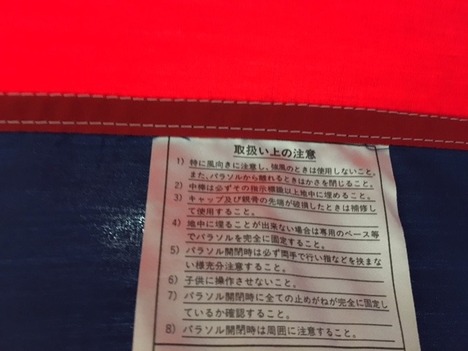 取扱い上の注意
1) 特に風向きに注意し、強風のときは使用しないこと。
また、パラソルから離れるときはかさを閉じること。
2) 中棒は必ずその指示標識以上地中に埋めること。
3) キャップ及び親骨の先端が破損したときは補修し
て使用すること。
4) 地中に埋ることが出来ない場合は専用のベース等
でパラソルを完全に固定すること。
5) パラソル開閉時は必ず両手で行い指などを挟まな
い様充分注意すること。
6) 子供に操作させないこと。
7) パラソル開閉時に全ての止めがねが完全に固定し
ているか確認すること。
8) パラソル開閉時は周囲に注意すること。